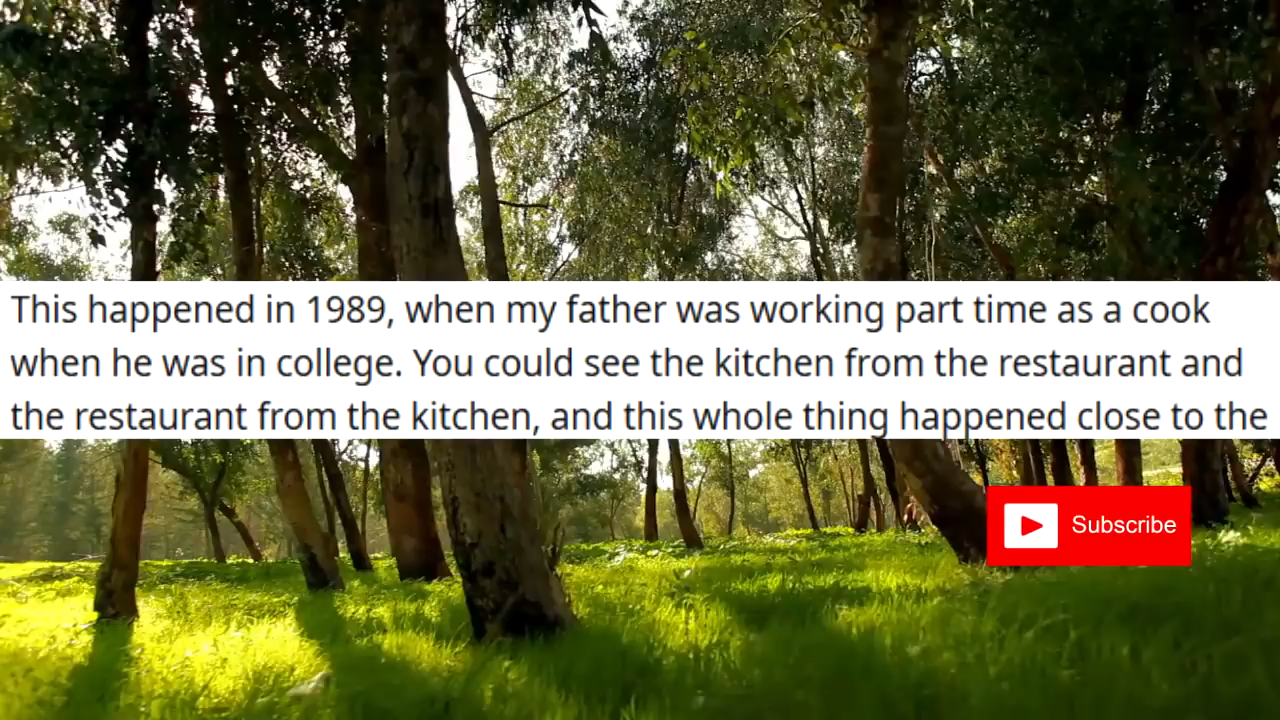 This happened in 1989, when my father was working part time as a cook
when he was in college. You could see the kitchen from the restaurant and
the restaurant from the kitchen, and this whole thing happened close to the
Subscribe